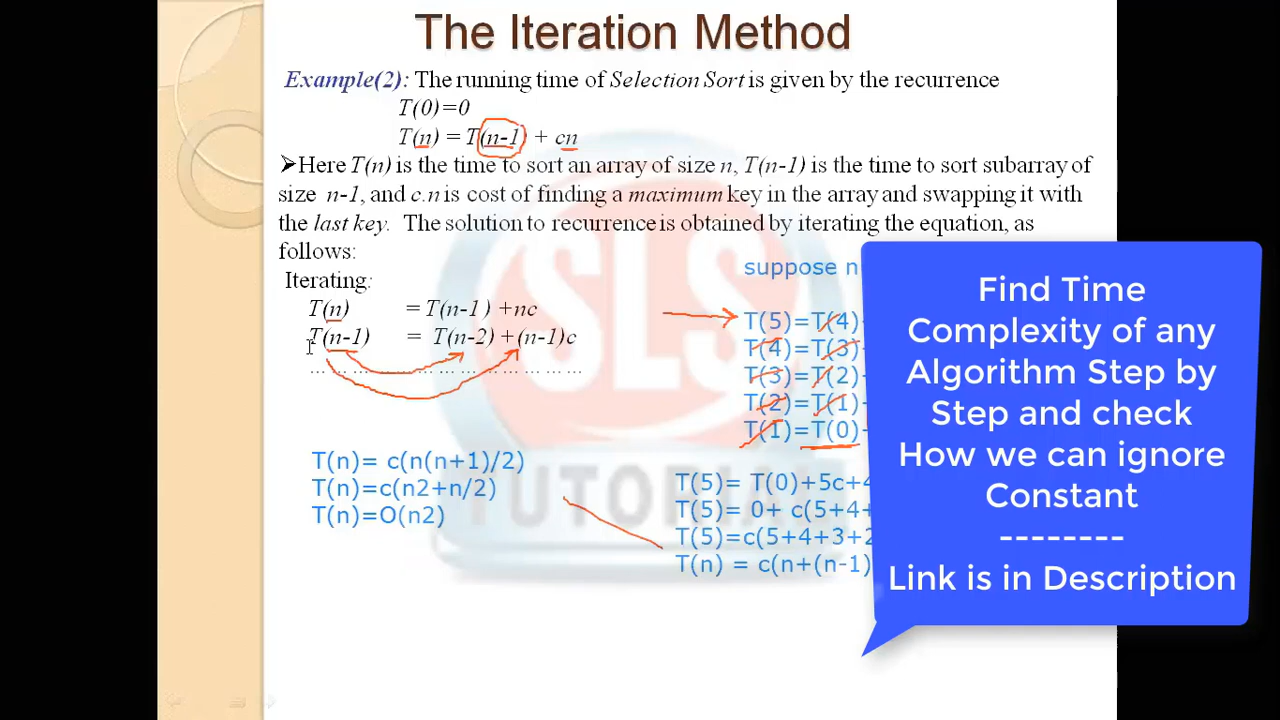 The Iteration Method
Example(2): The running time of Selection Sort is given by the recurrence
T(0)=0
T(n) = T(n-1) + cn
➢Here T(n) is the time to sort an array of size n, T(n-1) is the time to sort subarray of
size n-1, and c.n is cost of finding a maximum key in the array and swapping it with
the last key. The solution to recurrence is obtained by iterating the equation, as
follows:
Iterating:
T(n) = T(n-1) +nc
T(n-1) = T(n-2) +(n-1)c
... ... ... ... ... ... ... ... ... ...
T(n)= c(n(n+1)/2)
T(n)=c(n2+n/2)
T(n)=O(n2)
suppose n
T(5)=T(4)
T(4)=T(3)
T(3)=T(2)
T(2)=T(1)
T(1)=T(0)
T(5)= T(0)+5c+4
T(5)= 0+ c(5+4+
T(5)=c(5+4+3+2
T(n) = c(n+(n-1)
Find Time
Complexity of any
Algorithm Step by
Step and check
How we can ignore
Constant
--------
Link is in Description
SLS
TUTORIAL